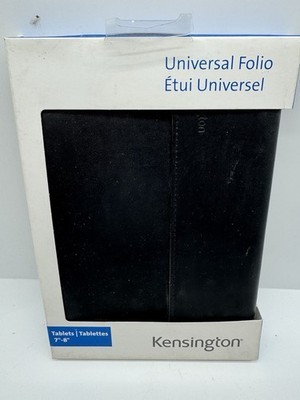 Universal Folio
Étui Universel
Tablets | Tablettes
7"-8"
Kensington®